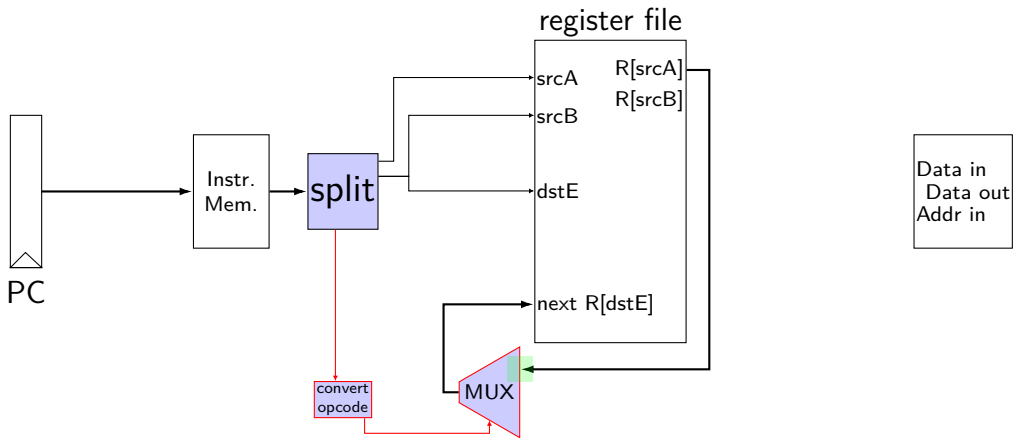 register file
R[srcA]
srcA
R[srcB]
srcB
Instr.
Mem.
split
dstE
Data in
Data out
Addr in
PC
next R[dstE]
convert
opcode
MUX